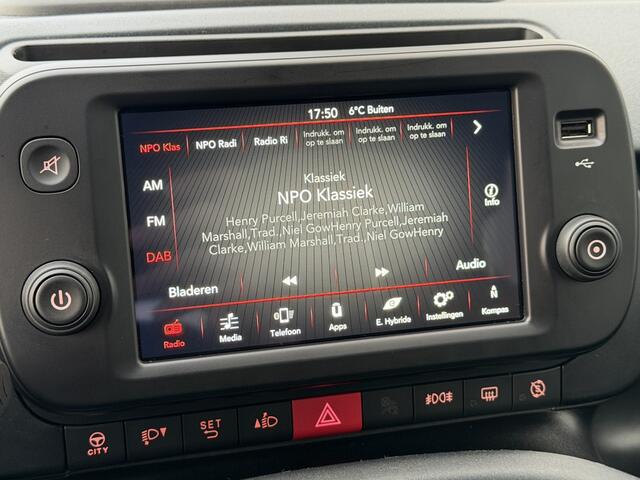 17:50 6°C Buiten
NPO Klas NPO Radi Radio Ri Indrukk. om op te slaan Indrukk. om op te slaan Indrukk. om op te slaan
Klassiek
NPO Klassiek
Henry Purcell,Jeremiah Clarke,William
Marshall,Trad.,Niel GowHenry Purcell,Jeremiah
Clarke,William Marshall,Trad.,Niel GowHenry
AM
FM
DAB
Info
Bladeren
Audio
Radio Media Telefoon Apps E. Hybride Instellingen Kompas
N
CITY
SET